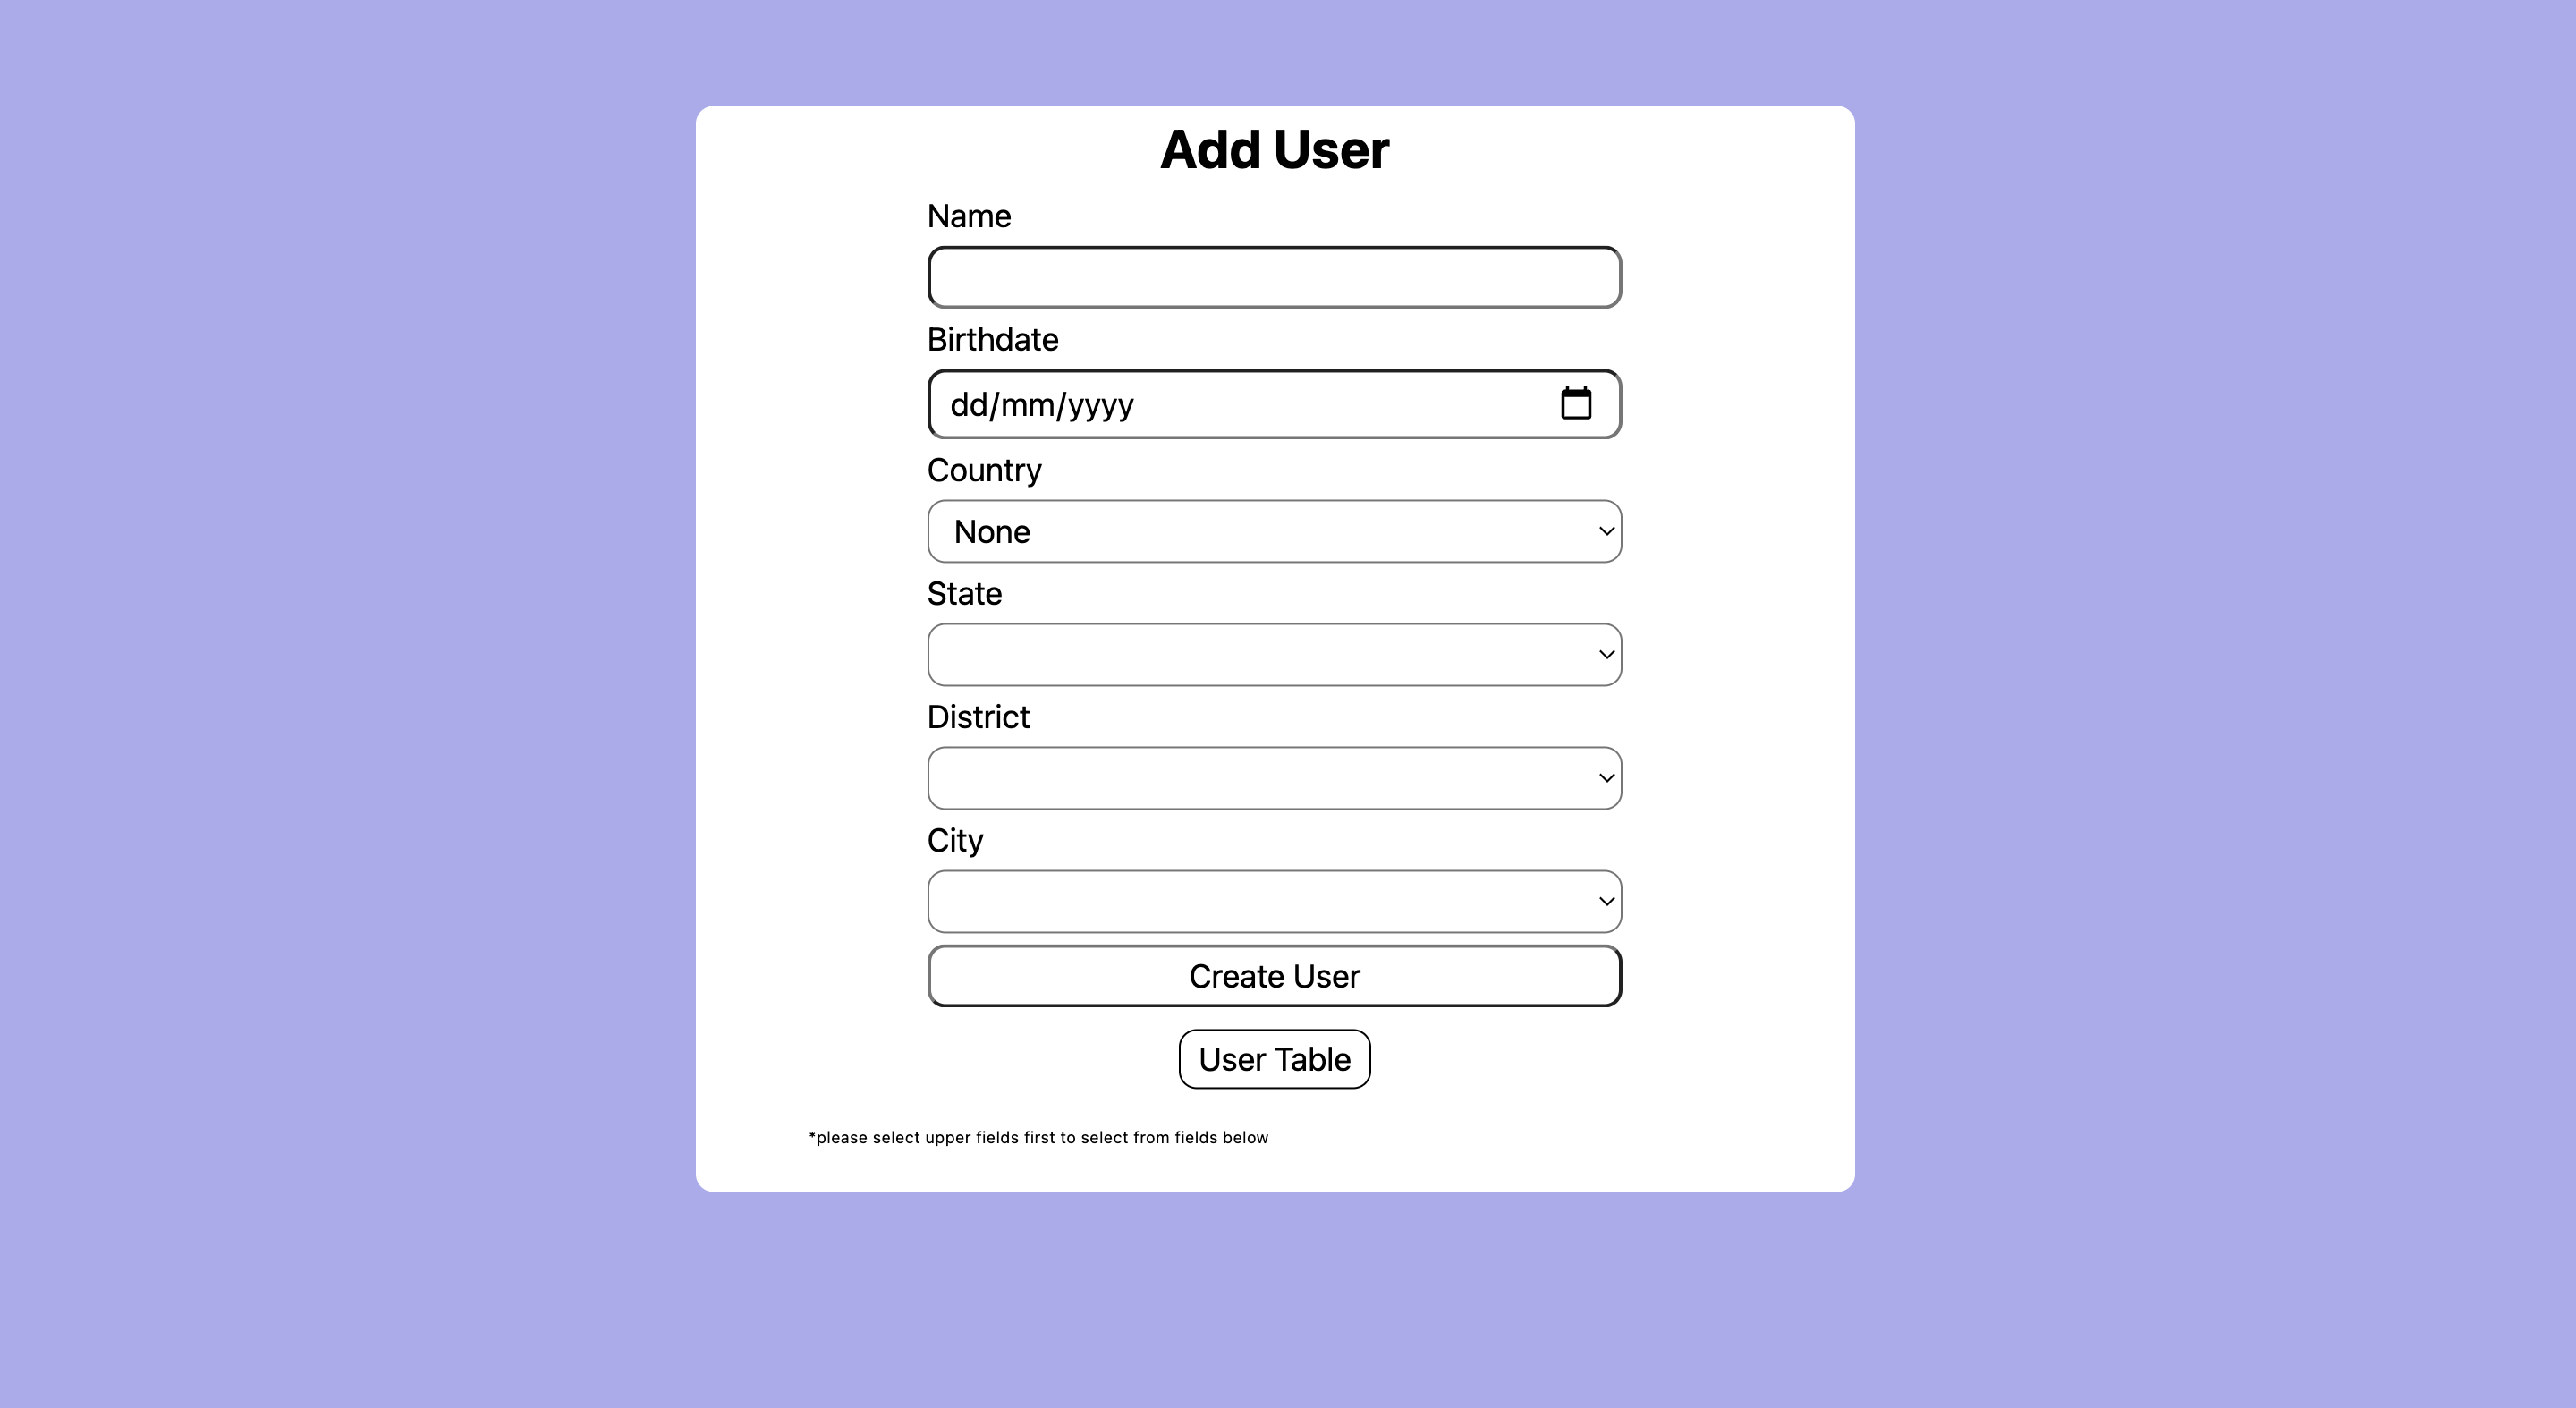 Add User
Name
Birthdate
dd/mm/yyyy
Country
None
State
District
City
Create User
User Table
*please select upper fields first to select from fields below